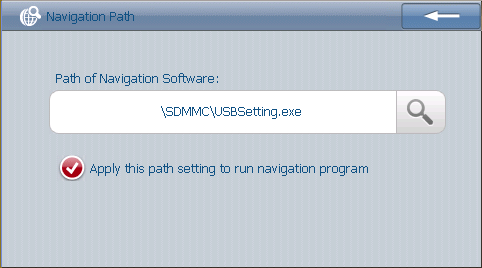 Navigation Path
Path of Navigation Software:
\SDMMC\USBSetting.exe
Apply this path setting to run navigation program